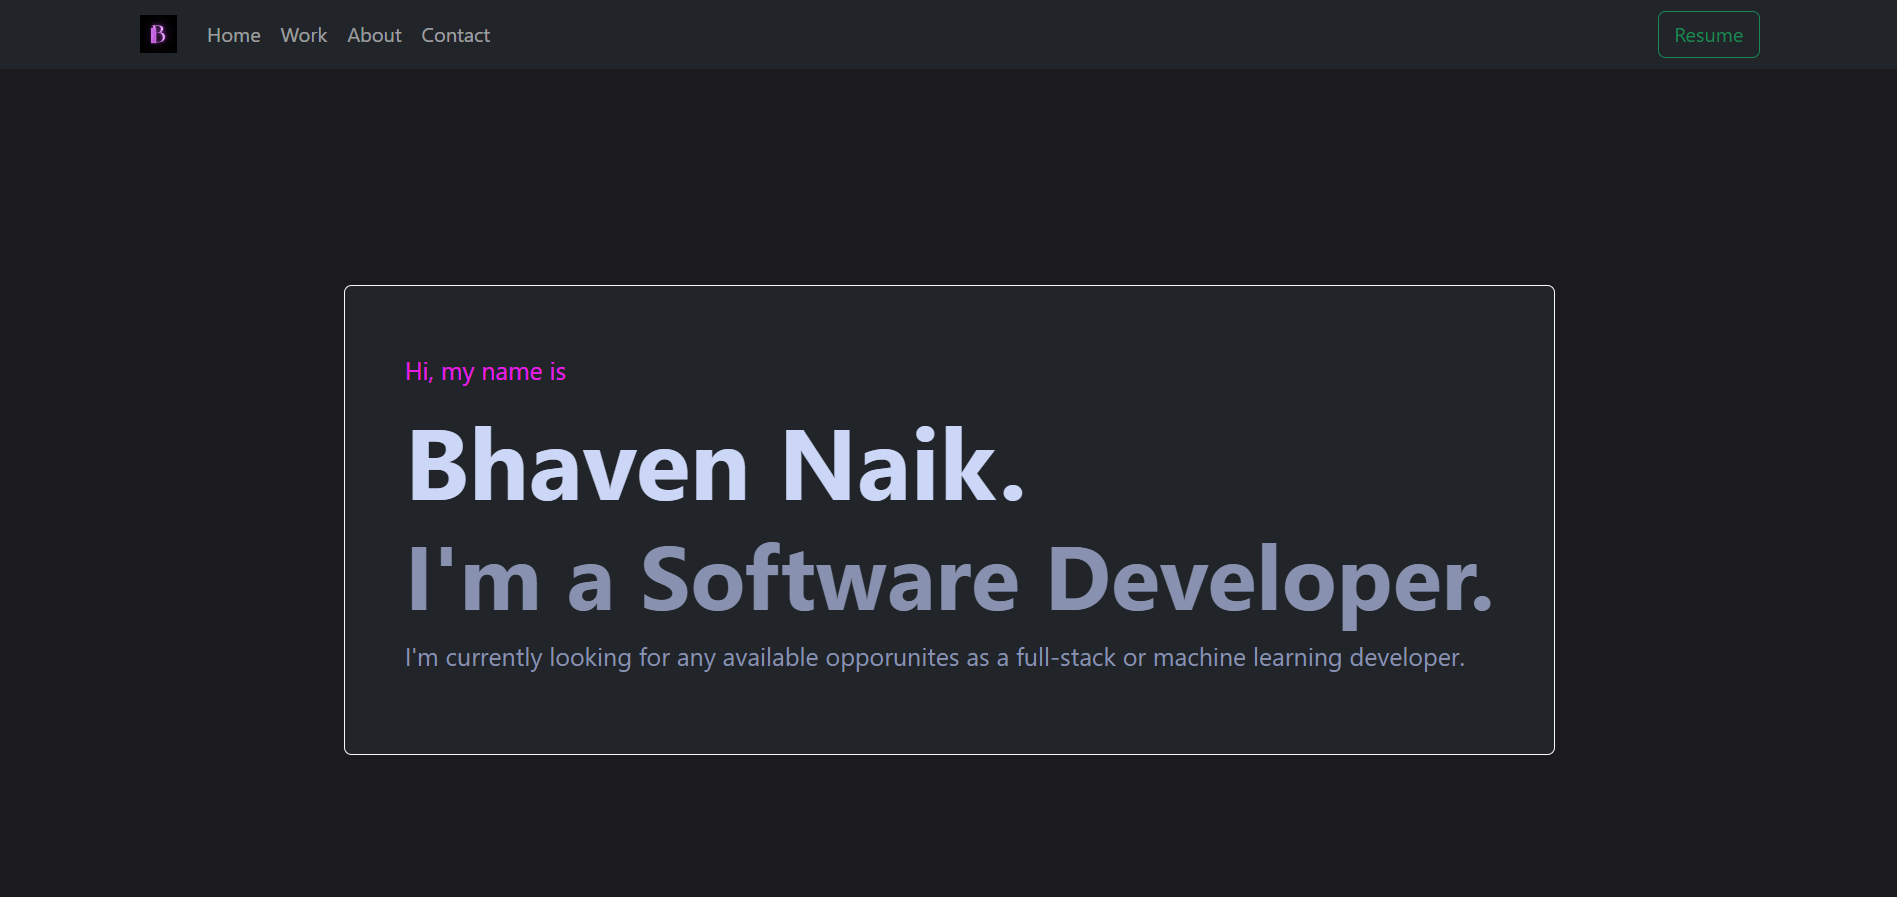 B
Home Work About Contact Resume
Hi, my name is
Bhaven Naik.
I'm a Software Developer.
I'm currently looking for any available opporunites as a full-stack or machine learning developer.